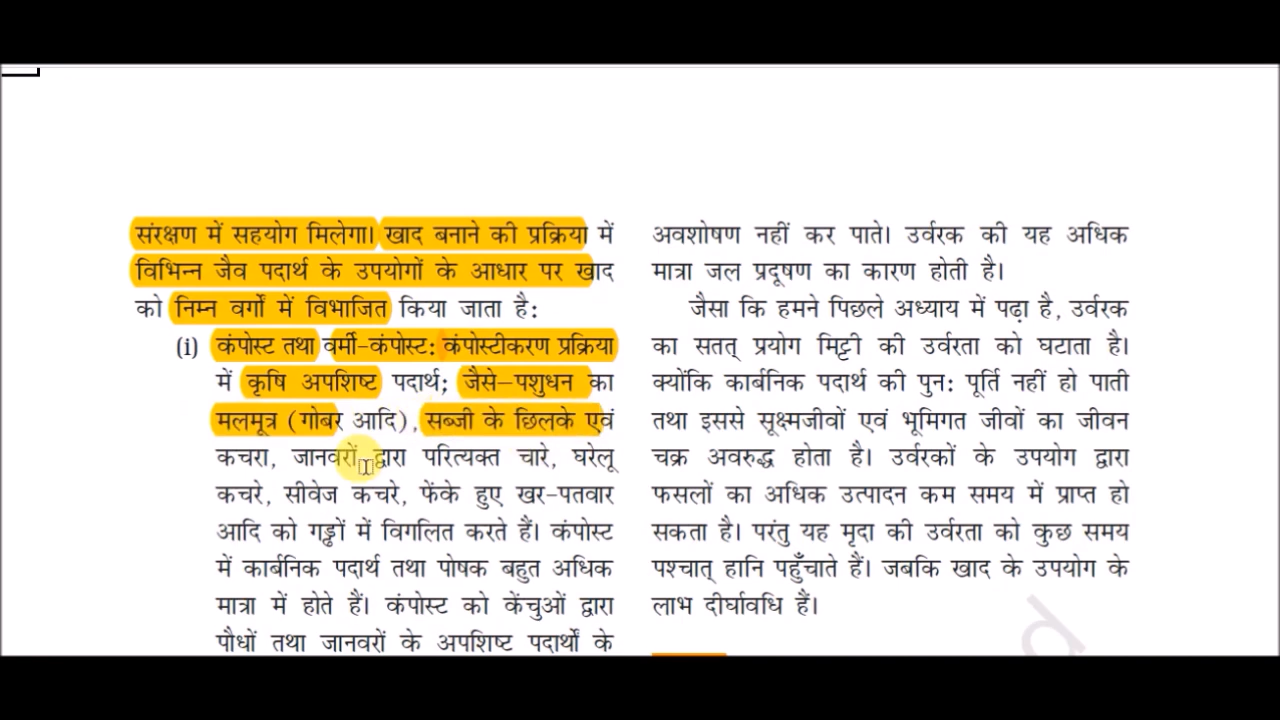 संरक्षण में सहयोग मिलेगा। खाद बनाने की प्रक्रिया में
विभिन्न जैव पदार्थ के उपयोगों के आधार पर खाद
को निम्न वर्गों में विभाजित किया जाता है:
(i) कंपोस्ट तथा वर्मी-कंपोस्ट: कंपोस्टीकरण प्रक्रिया
में कृषि अपशिष्ट पदार्थ; जैसे–पशुधन का
मलमूत्र (गोबर आदि), सब्जी के छिलके एवं
कचरा, जानवरों द्वारा परित्यक्त चारे, घरेलू
कचरे, सीवेज कचरे, फेंके हुए खर-पतवार
आदि को गड्ढों में विगलित करते हैं। कंपोस्ट
में कार्बनिक पदार्थ तथा पोषक बहुत अधिक
मात्रा में होते हैं। कंपोस्ट को केंचुओं द्वारा
पौधों तथा जानवरों के अपशिष्ट पदार्थों के
अवशोषण नहीं कर पाते। उर्वरक की यह अधिक
मात्रा जल प्रदूषण का कारण होती है।
जैसा कि हमने पिछले अध्याय में पढ़ा है, उर्वरक
का सतत् प्रयोग मिट्टी की उर्वरता को घटाता है।
क्योंकि कार्बनिक पदार्थ की पुन: पूर्ति नहीं हो पाती
तथा इससे सूक्ष्मजीवों एवं भूमिगत जीवों का जीवन
चक्र अवरुद्ध होता है। उर्वरकों के उपयोग द्वारा
फसलों का अधिक उत्पादन कम समय में प्राप्त हो
सकता है। परंतु यह मृदा की उर्वरता को कुछ समय
पश्चात् हानि पहुँचाते हैं। जबकि खाद के उपयोग के
लाभ दीर्घावधि हैं।
d